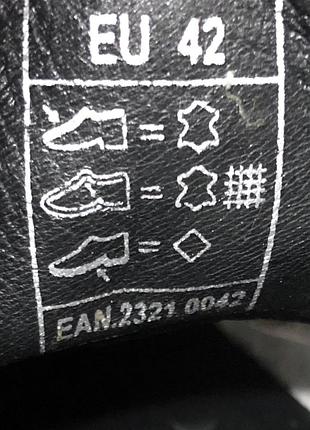 EU 42
=
=
=
EAN.2321 0042